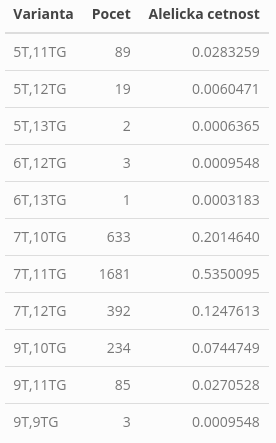 Varianta Pocet Alelicka cetnost
5T,11TG 89 0.0283259
5T,12TG 19 0.0060471
5T,13TG 2 0.0006365
6T,12TG 3 0.0009548
6T,13TG 1 0.0003183
7T,10TG 633 0.2014640
7T,11TG 1681 0.5350095
7T,12TG 392 0.1247613
9T,10TG 234 0.0744749
9T,11TG 85 0.0270528
9T,9TG 3 0.0009548